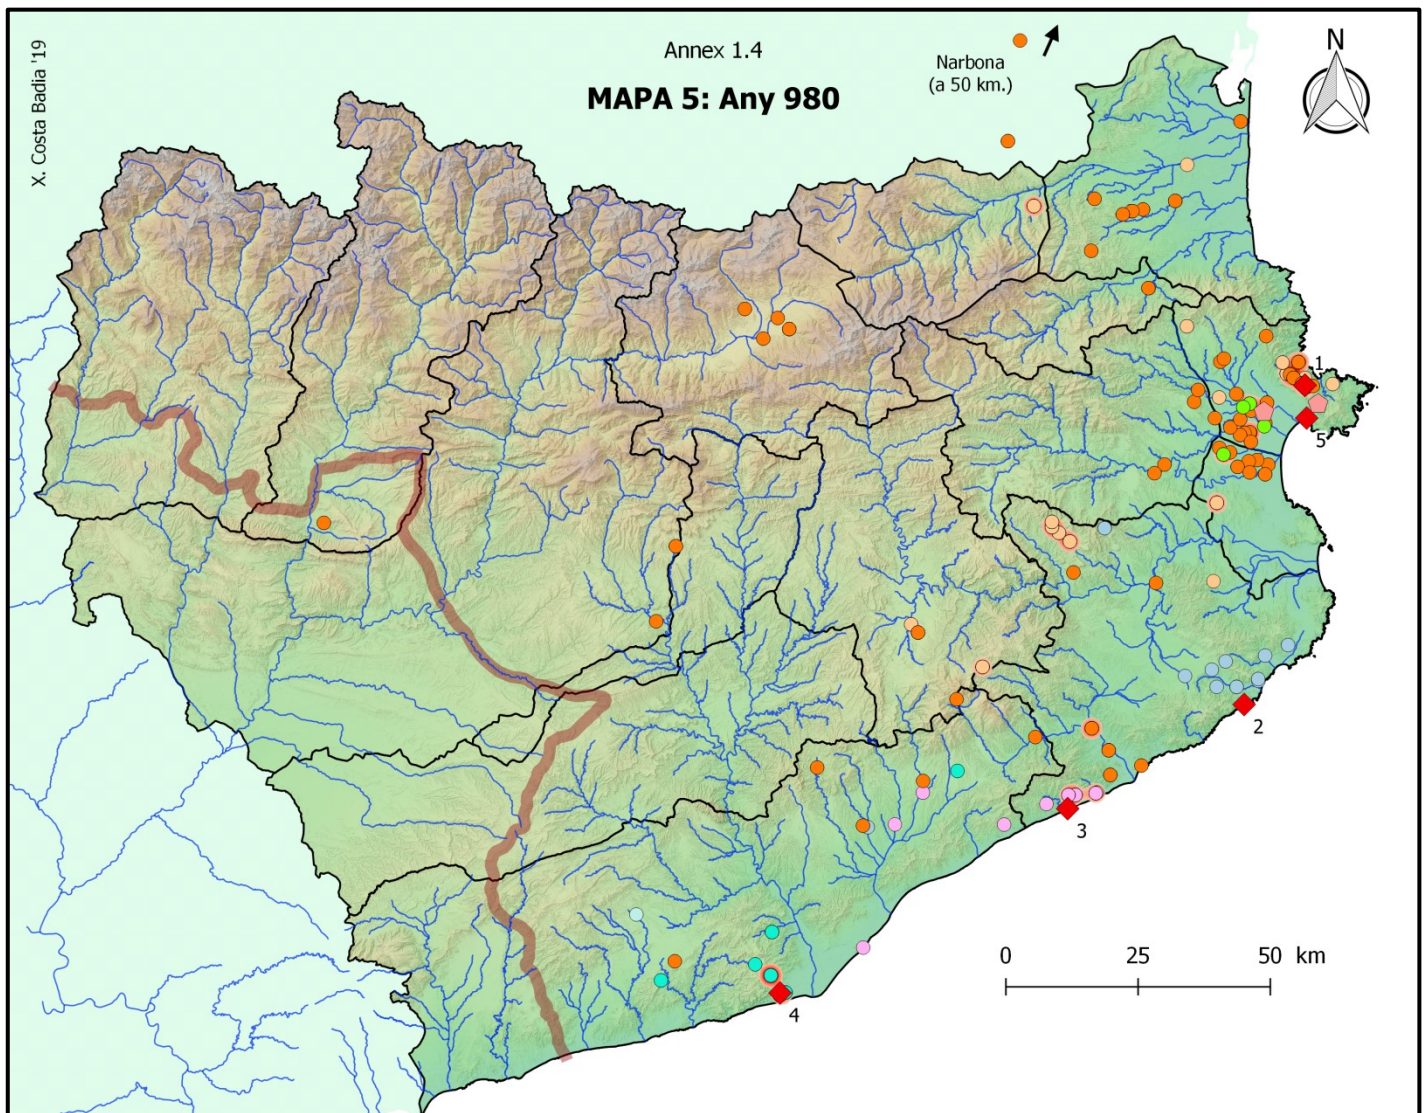 X. Costa Badia '19
Annex 1.4
MAPA 5: Any 980
Narbona
(a 50 km.)
N
1
5
2
3
4
0 25 50 km